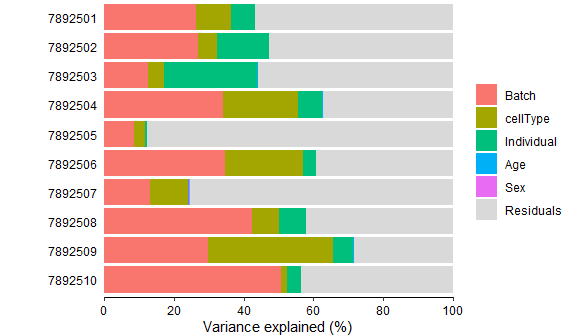 7892501
7892502
7892503
7892504
7892505
7892506
7892507
7892508
7892509
7892510
0 20 40 60 80 100
Variance explained (%)
Batch
cellType
Individual
Age
Sex
Residuals